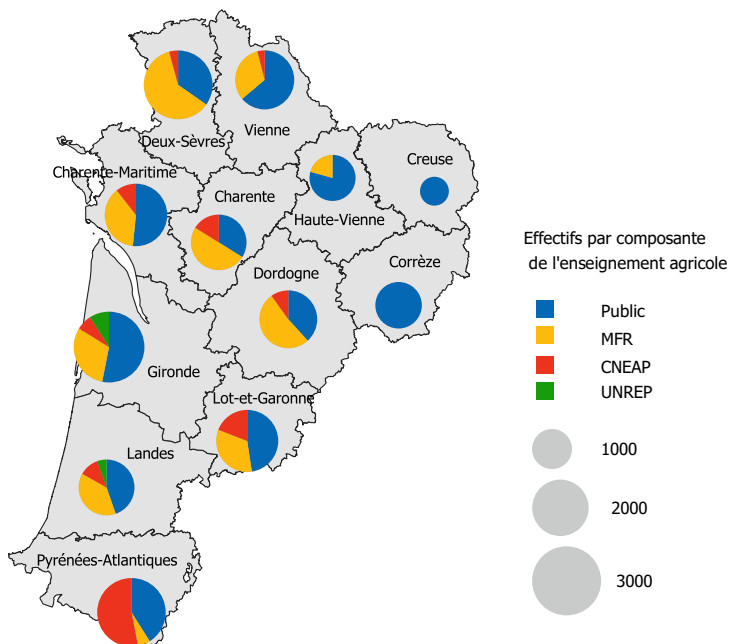 Vienne
Deux-Sèvres
Creuse
Charente-Maritime
Charente
Haute-Vienne
Corrèze
Dordogne
Gironde
Lot-et-Garonne
Landes
Pyrénées-Atlantiques
Effectifs par composante
de l'enseignement agricole
Public
MFR
CNEAP
UNREP
1000
2000
3000